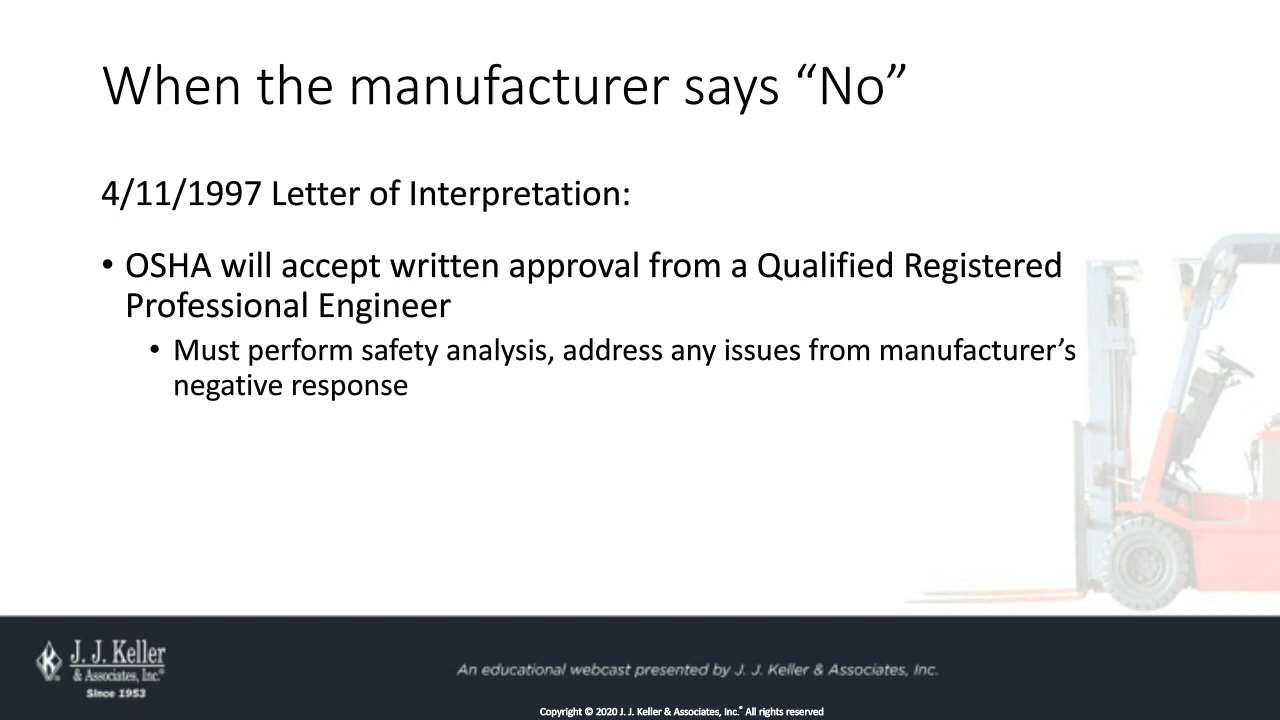 When the manufacturer says “No”
4/11/1997 Letter of Interpretation:
• OSHA will accept written approval from a Qualified Registered
Professional Engineer
• Must perform safety analysis, address any issues from manufacturer’s
negative response
J. J. Keller
& Associates, Inc.®
Since 1953
An educational webcast presented by J. J. Keller & Associates, Inc.
Copyright © 2020 J. J. Keller & Associates, Inc.® All rights reserved